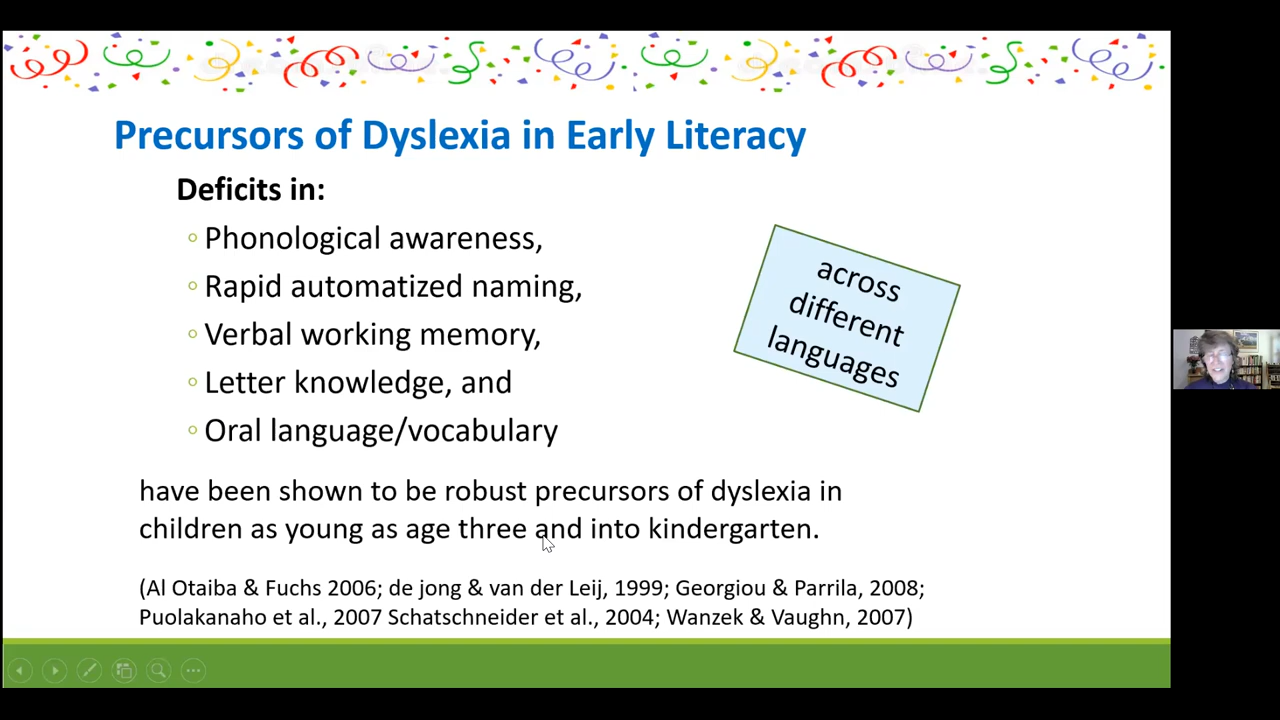 Precursors of Dyslexia in Early Literacy
Deficits in:
Phonological awareness,
Rapid automatized naming,
Verbal working memory,
Letter knowledge, and
Oral language/vocabulary
across
different
languages
have been shown to be robust precursors of dyslexia in
children as young as age three and into kindergarten.
(Al Otaiba & Fuchs 2006; de jong & van der Leij, 1999; Georgiou & Parrila, 2008;
Puolakanaho et al., 2007 Schatschneider et al., 2004; Wanzek & Vaughn, 2007)